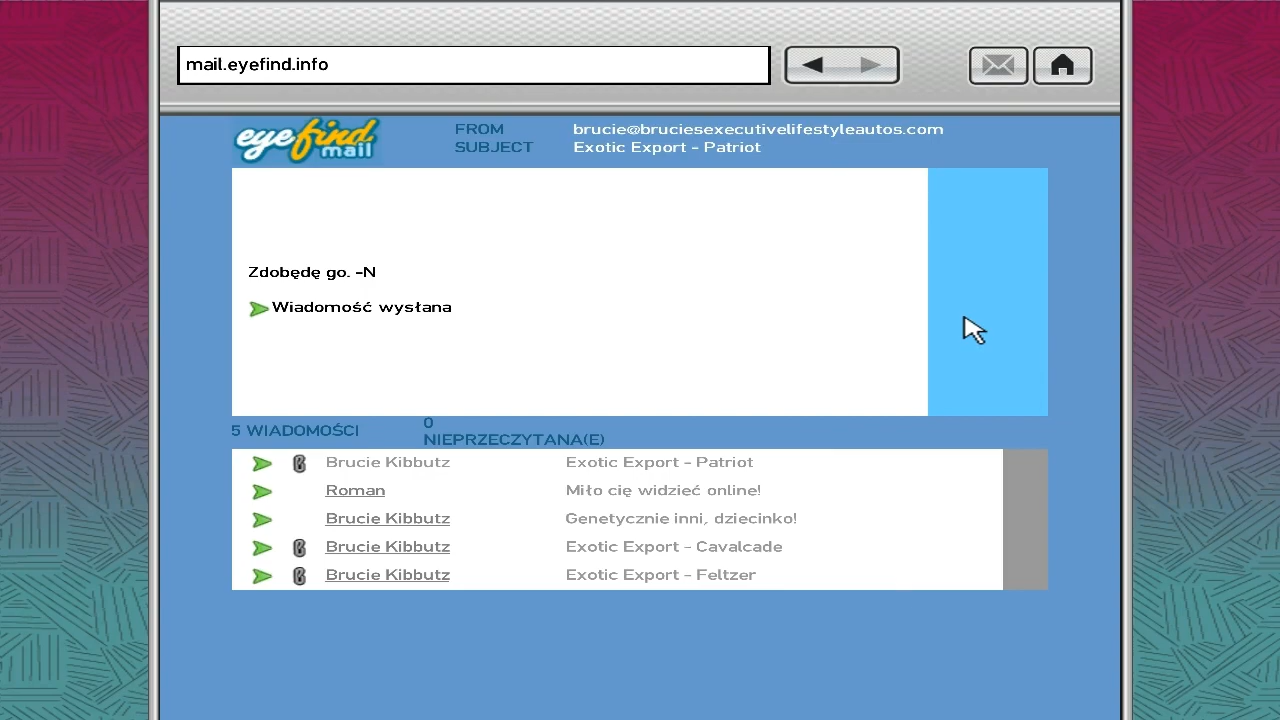 mail.eyefind.info
eyefind mail
FROM brucie@bruciesexecutivelifestyleautos.com
SUBJECT Exotic Export - Patriot
Zdobędę go. -N
Wiadomość wysłana
5 WIADOMOŚCI 0 NIEPRZECZYTANA(E)
Brucie Kibbutz Exotic Export - Patriot
Roman Miło cię widzieć online!
Brucie Kibbutz Genetycznie inni, dziecinko!
Brucie Kibbutz Exotic Export - Cavalcade
Brucie Kibbutz Exotic Export - Feltzer